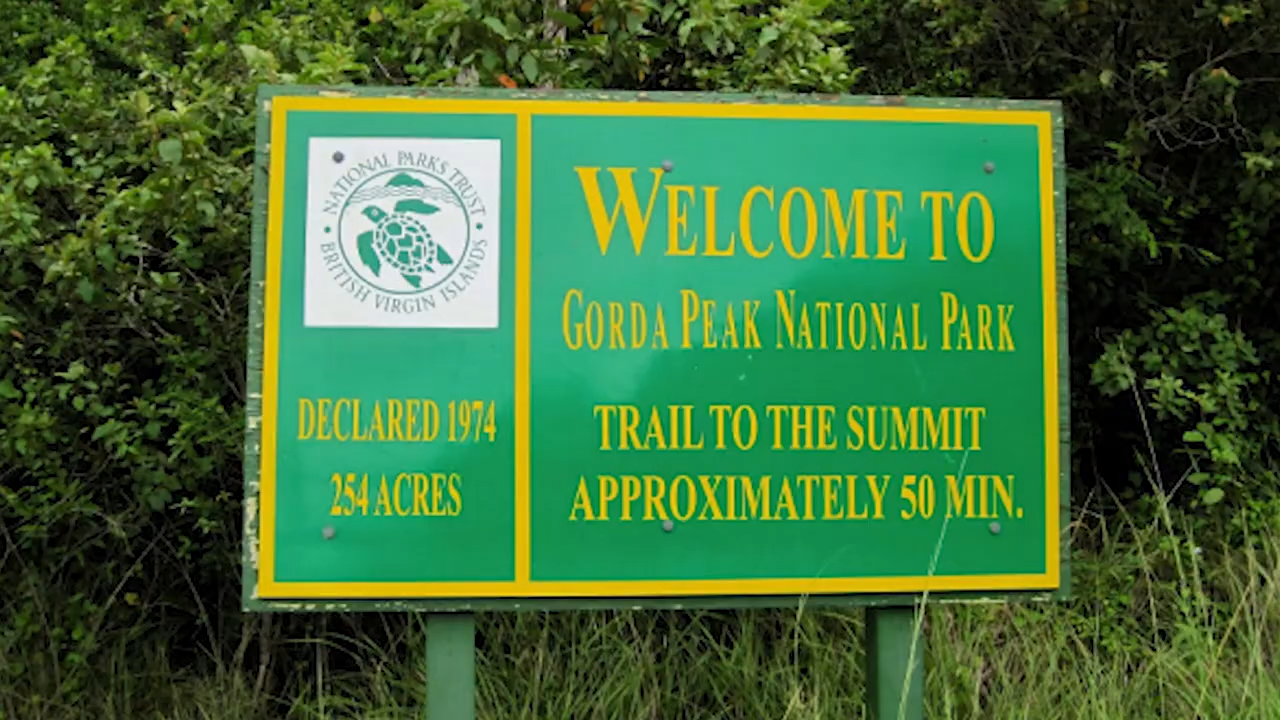 NATIONAL PARKS TRUST
• BRITISH VIRGIN ISLANDS •
DECLARED 1974
254 ACRES
WELCOME TO
GORDA PEAK NATIONAL PARK
TRAIL TO THE SUMMIT
APPROXIMATELY 50 MIN.